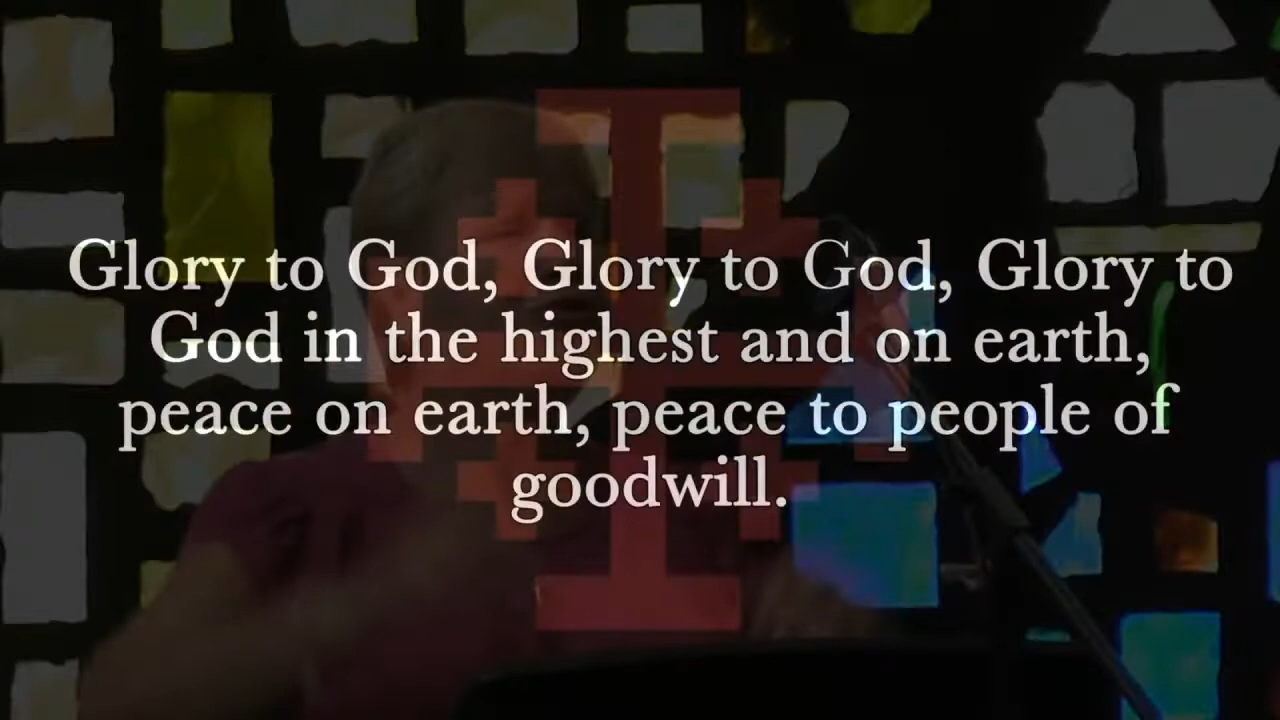 Glory to God, Glory to God, Glory to
God in the highest and on earth,
peace on earth, peace to people of
goodwill.